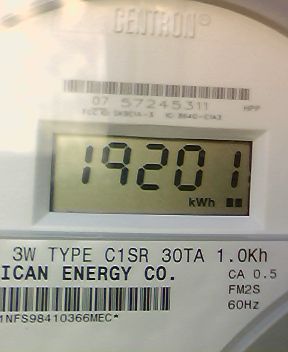 CENTRON®
07 57245311 HPP
19201
kWh
3W TYPE C1SR 30TA 1.0Kh
ICAN ENERGY CO. CA 0.5
FM2S
60Hz
1NFS98410366MEC*